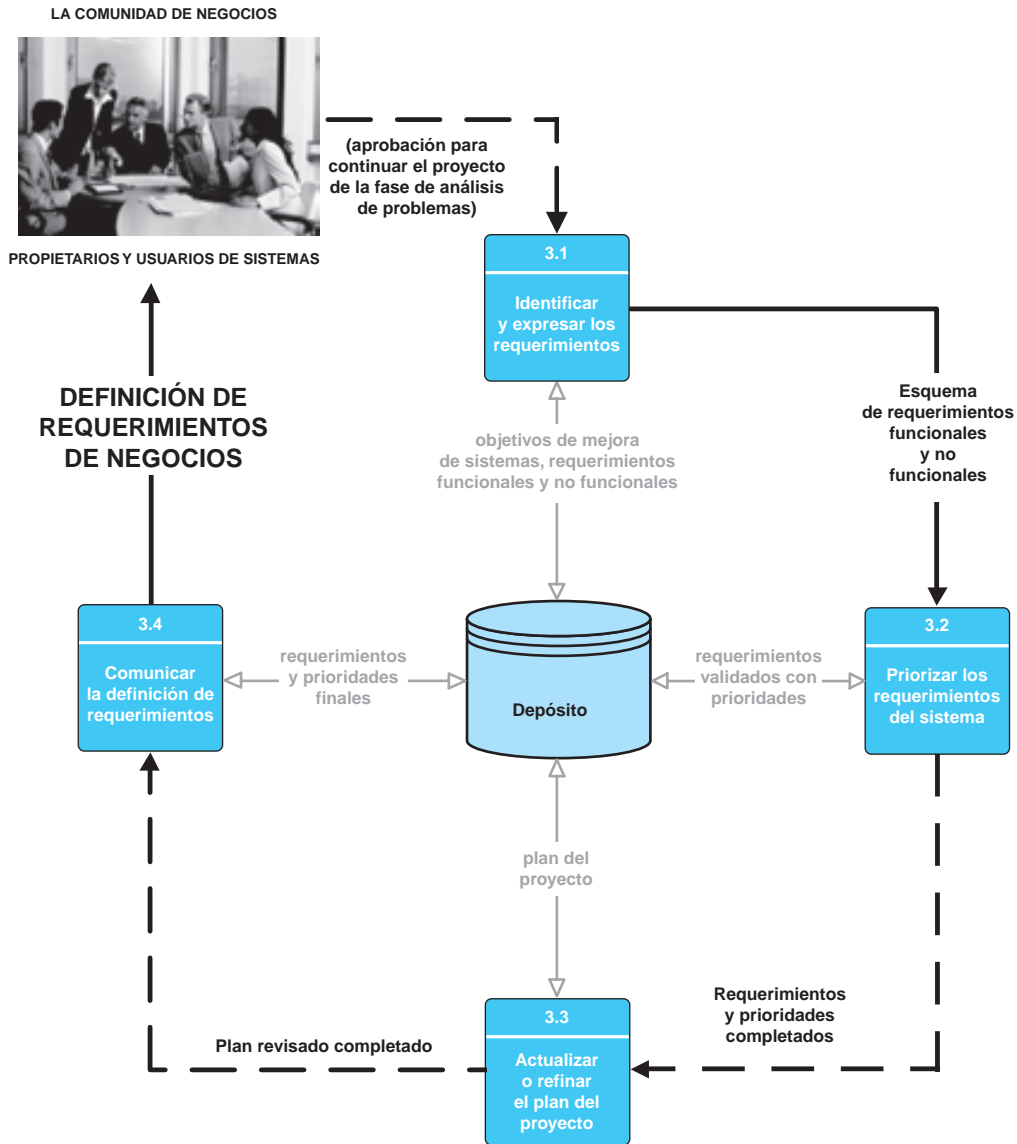 LA COMUNIDAD DE NEGOCIOS
(aprobación para
continuar el proyecto
de la fase de análisis
de problemas)
PROPIETARIOS Y USUARIOS DE SISTEMAS
3.1
Identificar
y expresar los
requerimientos
DEFINICIÓN DE
REQUERIMIENTOS
DE NEGOCIOS
Esquema
de requerimientos
funcionales
y no
funcionales
objetivos de mejora
de sistemas, requerimientos
funcionales y no funcionales
3.4
Comunicar
la definición de
requerimientos
requerimientos
y prioridades
finales
Depósito
requerimientos
validados con
prioridades
3.2
Priorizar los
requerimientos
del sistema
plan del
proyecto
Requerimientos
y prioridades
completados
Plan revisado completado
3.3
Actualizar
o refinar
el plan del
proyecto